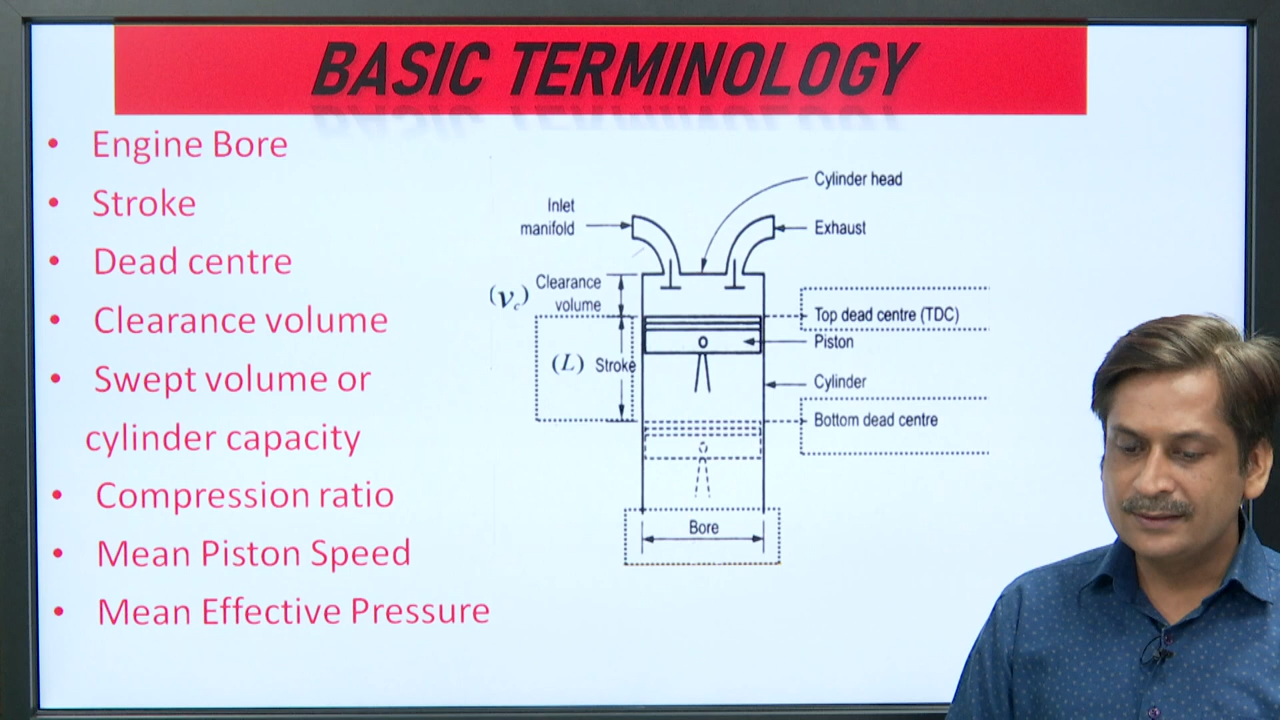 BASIC TERMINOLOGY
• Engine Bore
• Stroke
• Dead centre
• Clearance volume
• Swept volume or
cylinder capacity
• Compression ratio
• Mean Piston Speed
• Mean Effective Pressure
Cylinder head
Inlet
manifold
Exhaust
(vc)
Clearance
volume
Top dead centre (TDC)
Piston
(L) Stroke
Cylinder
Bottom dead centre
Bore